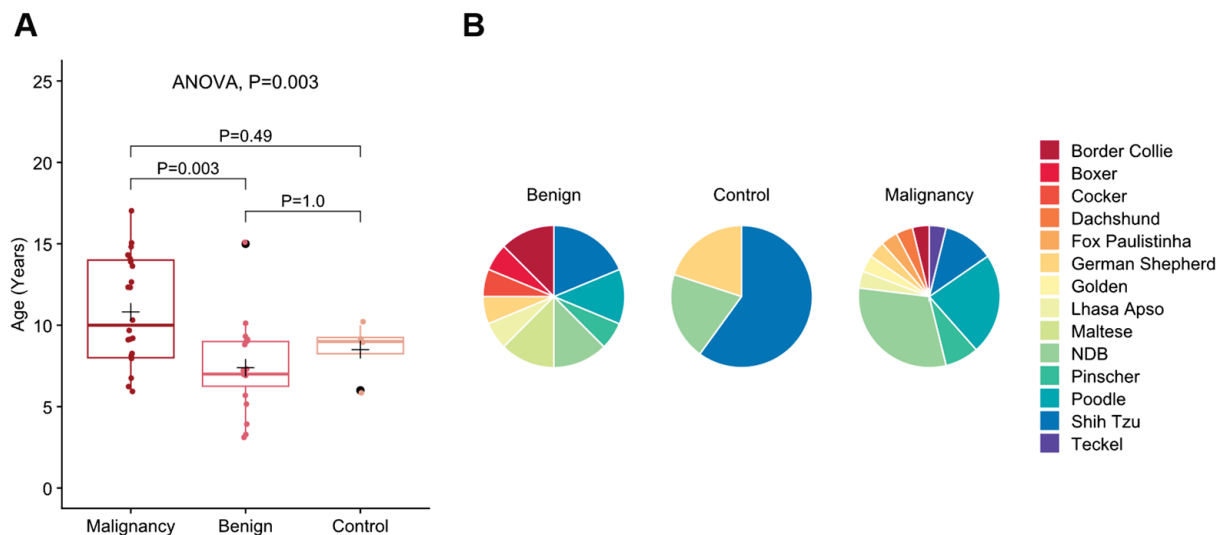 A
B
ANOVA, P=0.003
P=0.49
P=0.003
P=1.0
Age (Years)
25
20
15
10
5
0
Malignancy
Benign
Control
Benign
Control
Malignancy
Border Collie
Boxer
Cocker
Dachshund
Fox Paulistinha
German Shepherd
Golden
Lhasa Apso
Maltese
NDB
Pinscher
Poodle
Shih Tzu
Teckel